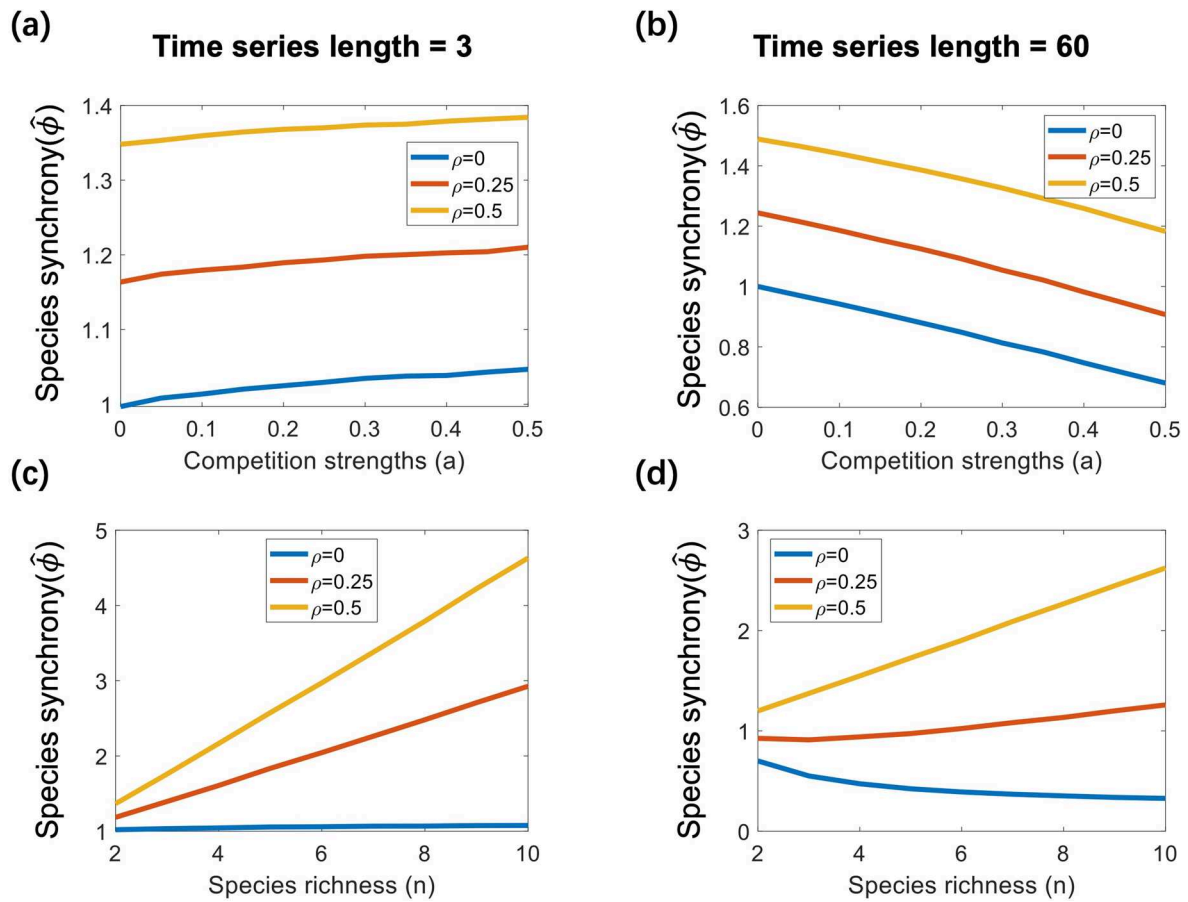 (a)
Time series length = 3
Species synchrony(φ̂)
1.4
1.3
1.2
1.1
1
ρ=0
ρ=0.25
ρ=0.5
0 0.1 0.2 0.3 0.4 0.5
Competition strengths (a)
(b)
Time series length = 60
Species synchrony(φ̂)
1.6
1.4
1.2
1
0.8
0.6
ρ=0
ρ=0.25
ρ=0.5
0 0.1 0.2 0.3 0.4 0.5
Competition strengths (a)
(c)
Species synchrony(φ̂)
5
4
3
2
1
ρ=0
ρ=0.25
ρ=0.5
2 4 6 8 10
Species richness (n)
(d)
Species synchrony(φ̂)
3
2
1
0
ρ=0
ρ=0.25
ρ=0.5
2 4 6 8 10
Species richness (n)